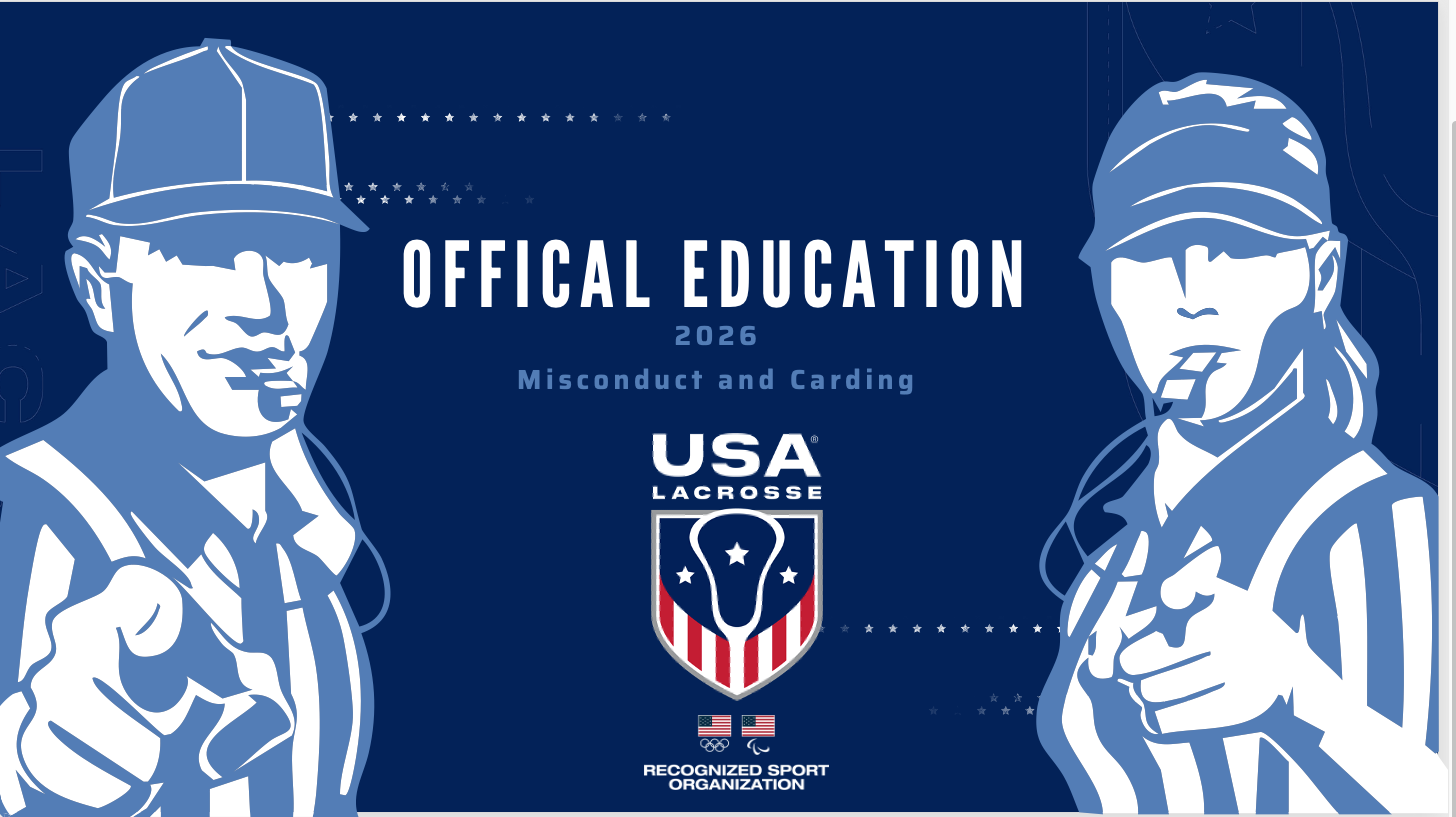 OFFICAL EDUCATION
2026
Misconduct and Carding
USA®
LACROSSE
RECOGNIZED SPORT
ORGANIZATION